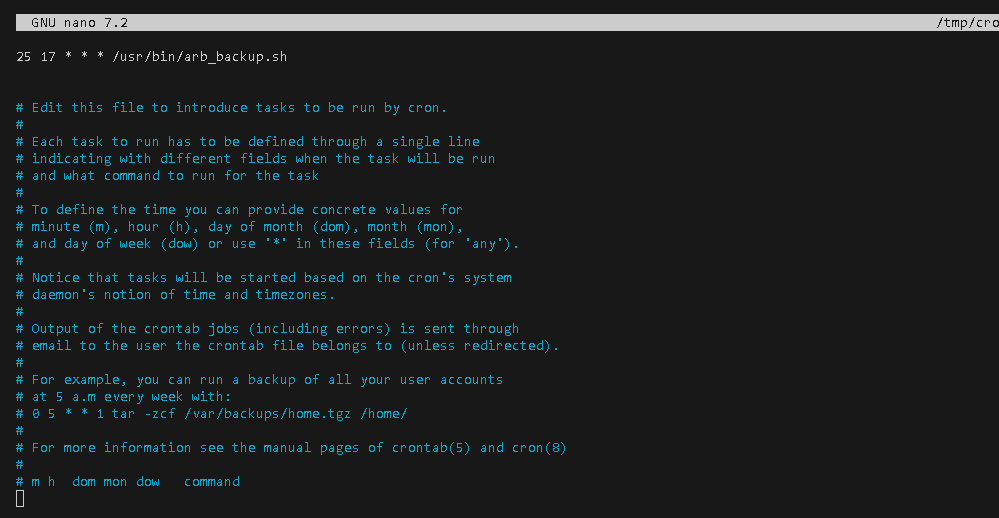 GNU nano 7.2 /tmp/cro
25 17 * * * /usr/bin/arb_backup.sh
# Edit this file to introduce tasks to be run by cron.
#
# Each task to run has to be defined through a single line
# indicating with different fields when the task will be run
# and what command to run for the task
#
# To define the time you can provide concrete values for
# minute (m), hour (h), day of month (dom), month (mon),
# and day of week (dow) or use '*' in these fields (for 'any').
#
# Notice that tasks will be started based on the cron's system
# daemon's notion of time and timezones.
#
# Output of the crontab jobs (including errors) is sent through
# email to the user the crontab file belongs to (unless redirected).
#
# For example, you can run a backup of all your user accounts
# at 5 a.m every week with:
# 0 5 * * 1 tar -zcf /var/backups/home.tgz /home/
#
# For more information see the manual pages of crontab(5) and cron(8)
#
# m h  dom mon dow   command